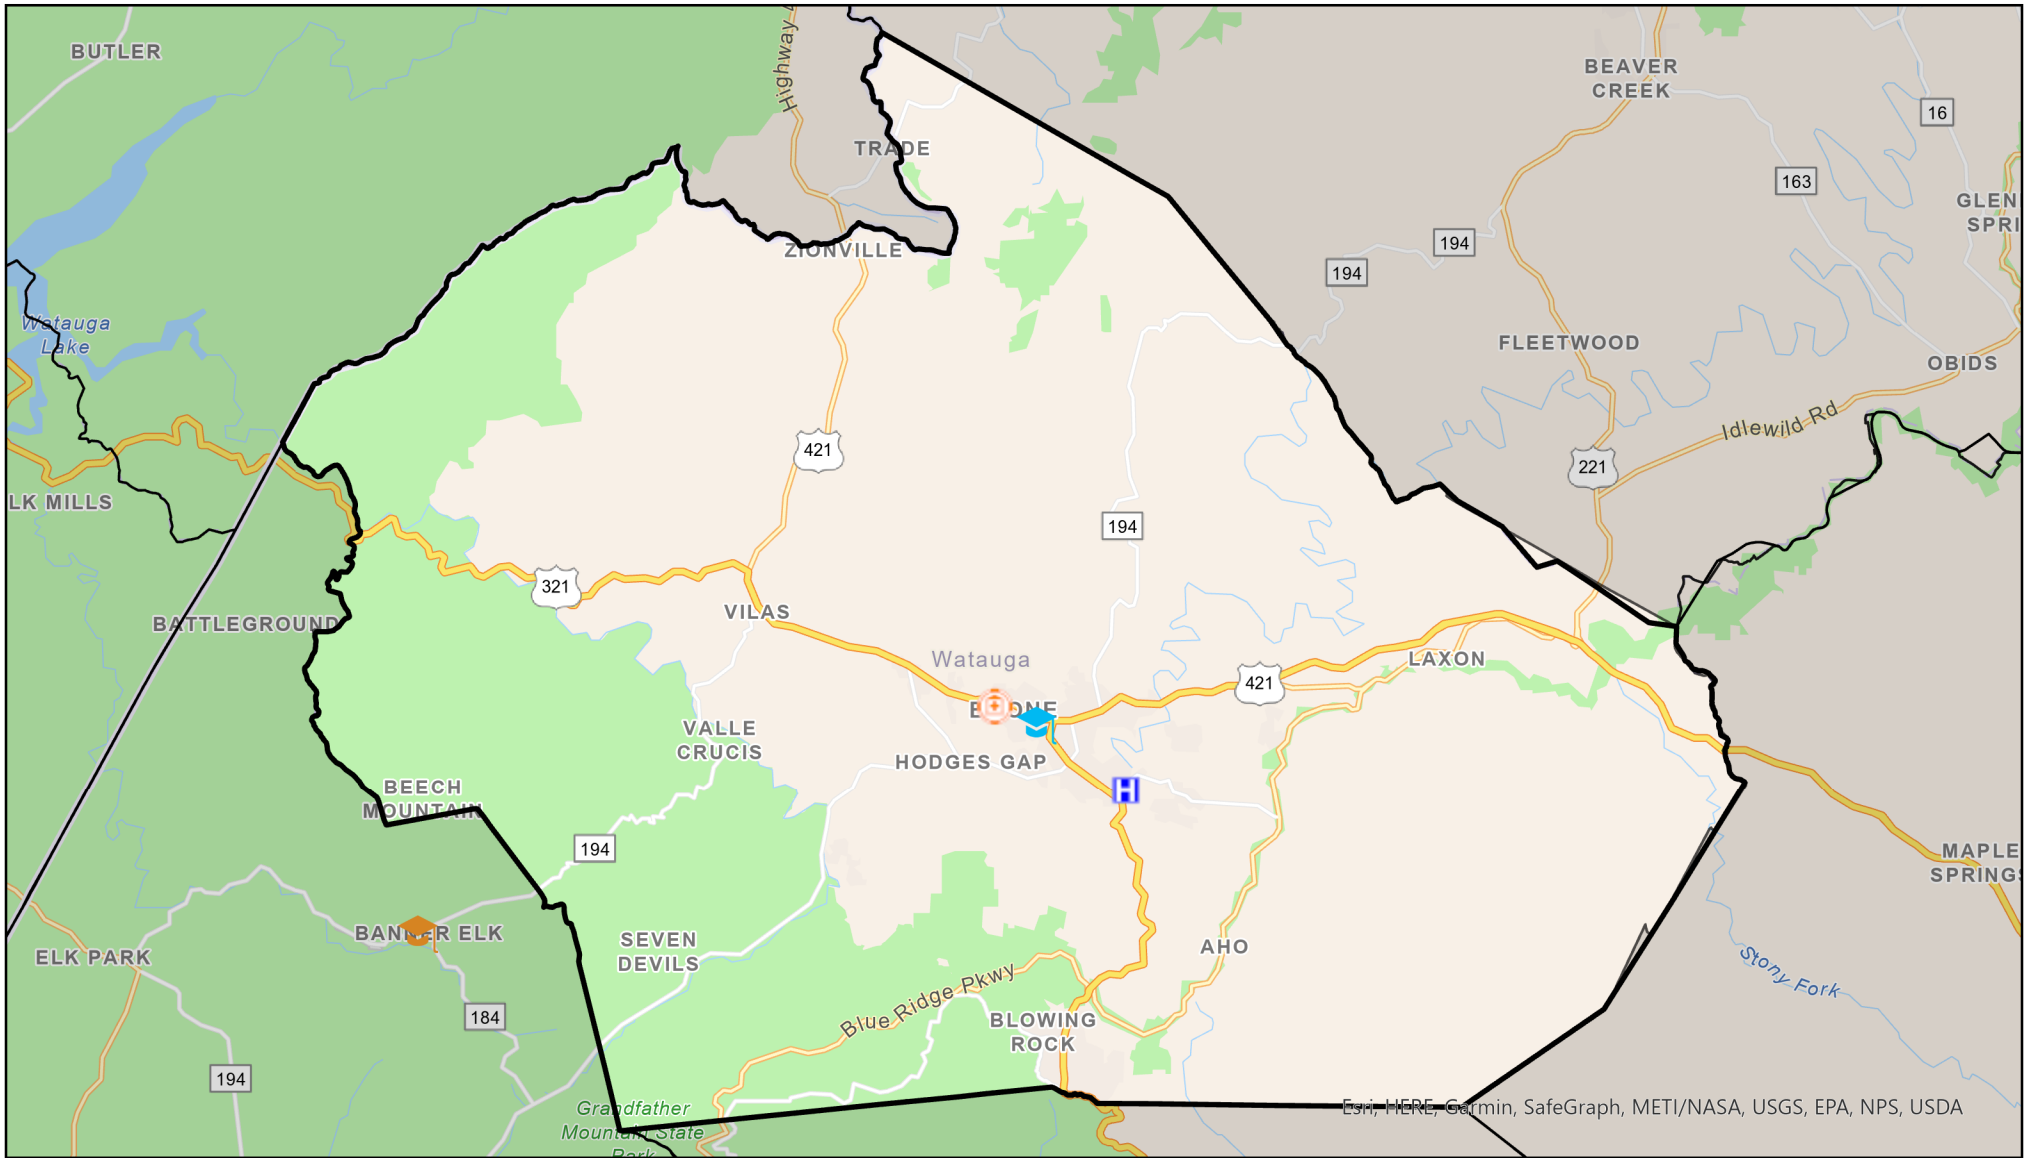 BUTLER
Highway
BEAVER
CREEK
16
TRADE
163
GLEN
SPRI
194
194
ZIONVILLE
Watauga
Lake
FLEETWOOD
OBIDS
Idlewild Rd
421
221
LK MILLS
194
321
VILAS
BATTLEGROUND
Watauga
LAXON
421
BOONE
VALLE
CRUCIS
HODGES GAP
H
BEECH
MOUNTAIN
194
MAPLE
SPRINGS
BANNER ELK
ELK PARK
SEVEN
DEVILS
AHO
Stony Fork
Blue Ridge Pkwy
184
BLOWING
ROCK
194
Grandfather
Mountain State
Park
Esri, HERE, Garmin, SafeGraph, METI/NASA, USGS, EPA, NPS, USDA